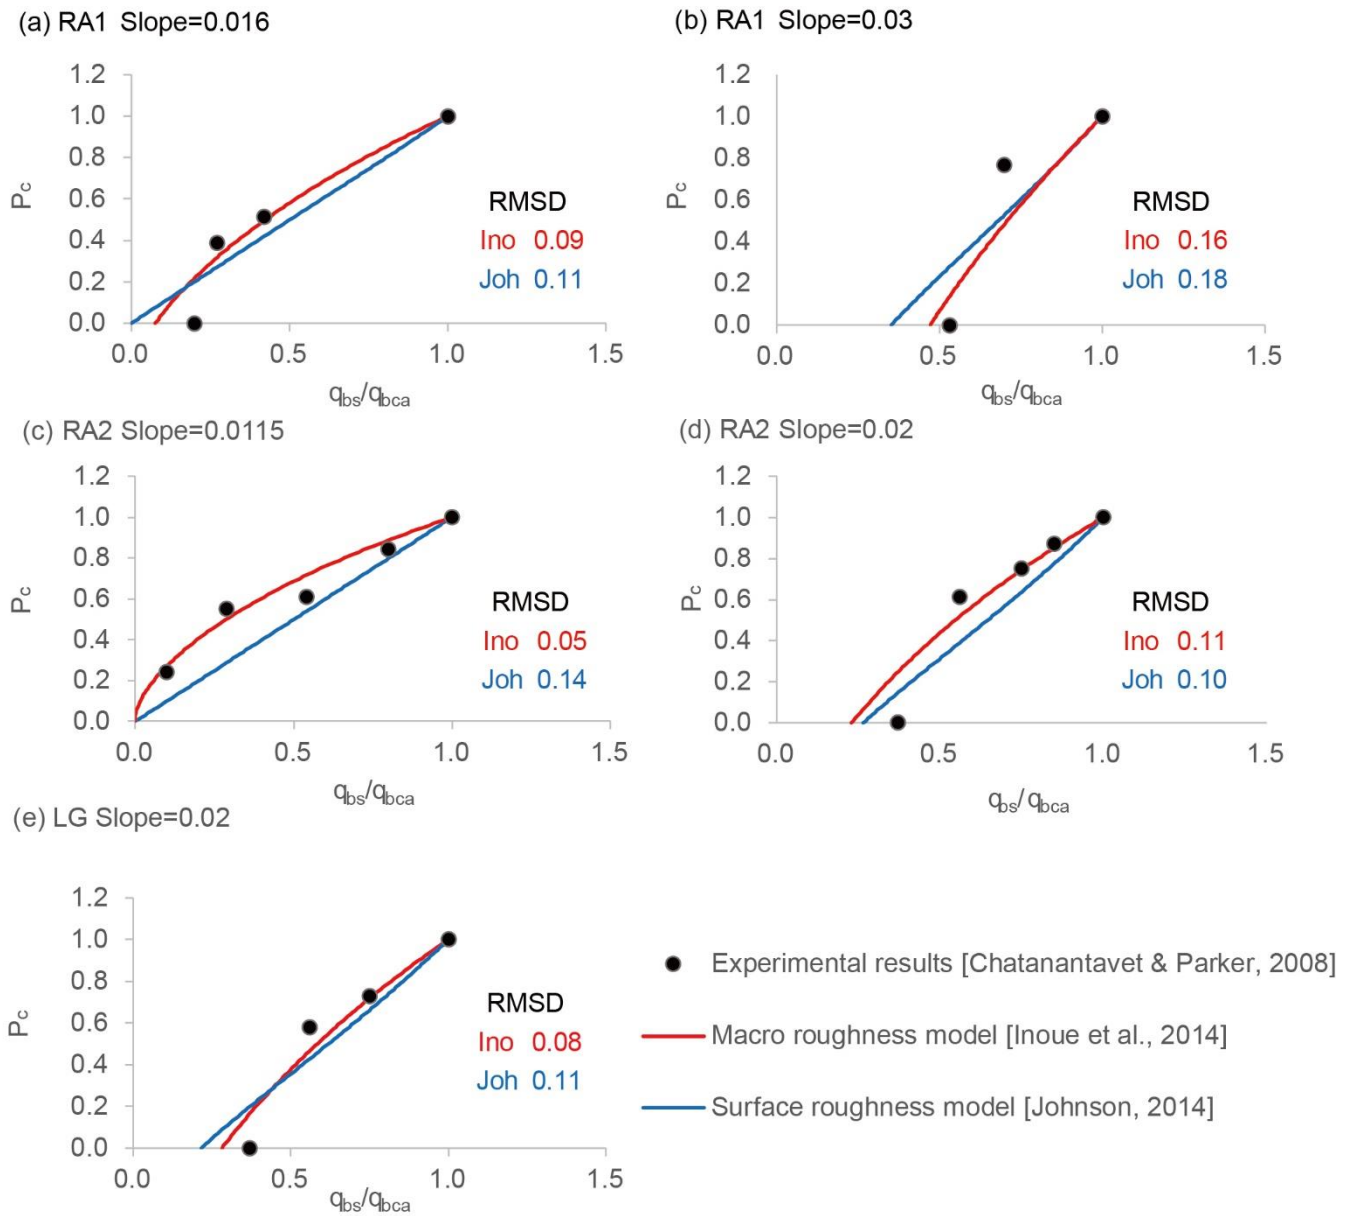 (a) RA1 Slope=0.016
1.2
1.0
0.8
0.6
0.4
0.2
0.0
Pc
0.0 0.5 1.0 1.5
qbs/qbca
RMSD
Ino 0.09
Joh 0.11
(b) RA1 Slope=0.03
1.2
1.0
0.8
0.6
0.4
0.2
0.0
Pc
0.0 0.5 1.0 1.5
qbs/qbca
RMSD
Ino 0.16
Joh 0.18
(c) RA2 Slope=0.0115
1.2
1.0
0.8
0.6
0.4
0.2
0.0
Pc
0.0 0.5 1.0 1.5
qbs/qbca
RMSD
Ino 0.05
Joh 0.14
(d) RA2 Slope=0.02
1.2
1.0
0.8
0.6
0.4
0.2
0.0
Pc
0.0 0.5 1.0 1.5
qbs/qbca
RMSD
Ino 0.11
Joh 0.10
(e) LG Slope=0.02
1.2
1.0
0.8
0.6
0.4
0.2
0.0
Pc
0.0 0.5 1.0 1.5
qbs/qbca
RMSD
Ino 0.08
Joh 0.11
Experimental results [Chatanantavet & Parker, 2008]
Macro roughness model [Inoue et al., 2014]
Surface roughness model [Johnson, 2014]